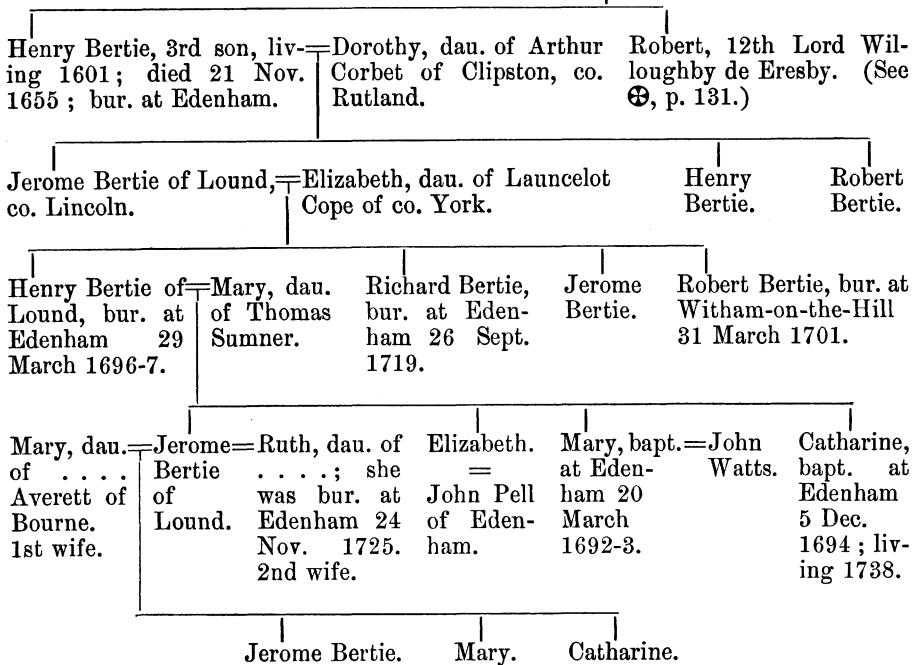 Henry Bertie, 3rd son, liv-
ing 1601; died 21 Nov.
1655; bur. at Edenham.
Dorothy, dau. of Arthur
Corbet of Clipston, co.
Rutland.
Robert, 12th Lord Wil-
loughby de Eresby. (See
✠, p. 131.)
Jerome Bertie of Lound,
co. Lincoln.
Elizabeth, dau. of Launcelot
Cope of co. York.
Henry
Bertie.
Robert
Bertie.
Henry Bertie of
Lound, bur. at
Edenham 29
March 1696-7.
Mary, dau.
of Thomas
Sumner.
Richard Bertie,
bur. at Eden-
ham 26 Sept.
1719.
Jerome
Bertie.
Robert Bertie, bur. at
Witham-on-the-Hill
31 March 1701.
Mary, dau.
of . . . .
Averett of
Bourne.
1st wife.
Jerome
Bertie
of
Lound.
Ruth, dau. of
. . . .; she
was bur. at
Edenham 24
Nov. 1725.
2nd wife.
Elizabeth.
=
John Pell
of Eden-
ham.
Mary, bapt.
at Eden-
ham 20
March
1692-3.
John
Watts.
Catharine,
bapt. at
Edenham
5 Dec.
1694; liv-
ing 1738.
Jerome Bertie.
Mary.
Catharine.